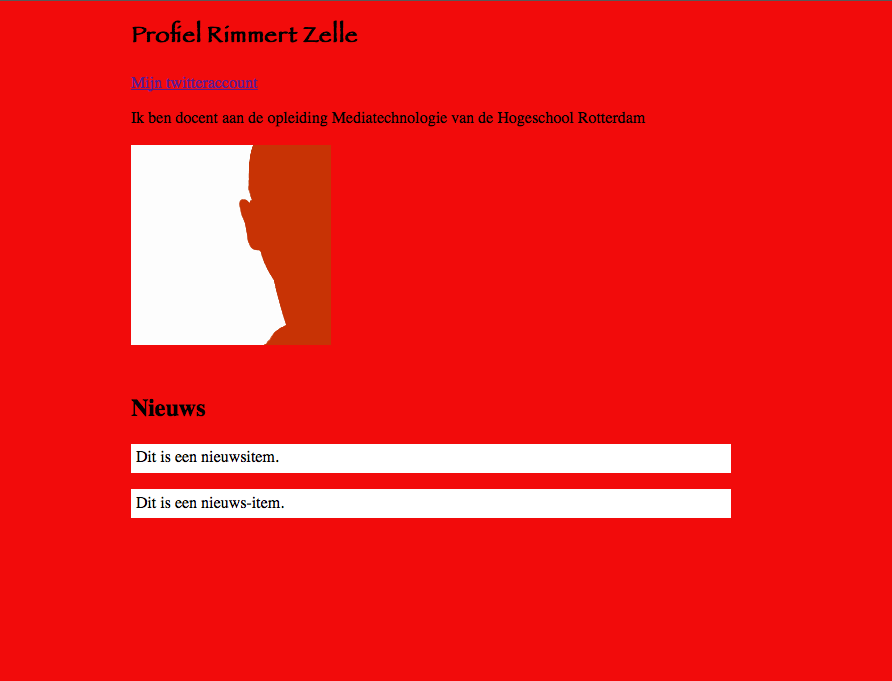 Profiel Rimmert Zelle
Mijn twitteraccount
Ik ben docent aan de opleiding Mediatechnologie van de Hogeschool Rotterdam
Nieuws
Dit is een nieuwsitem.
Dit is een nieuws-item.